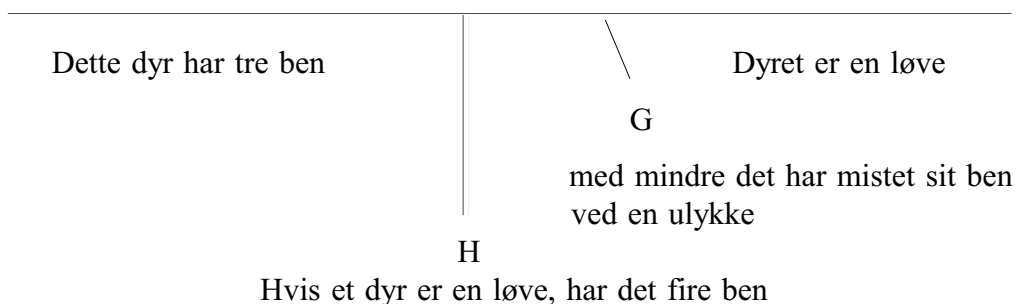 Dette dyr har tre ben
Dyret er en løve
G
med mindre det har mistet sit ben
ved en ulykke
H
Hvis et dyr er en løve, har det fire ben